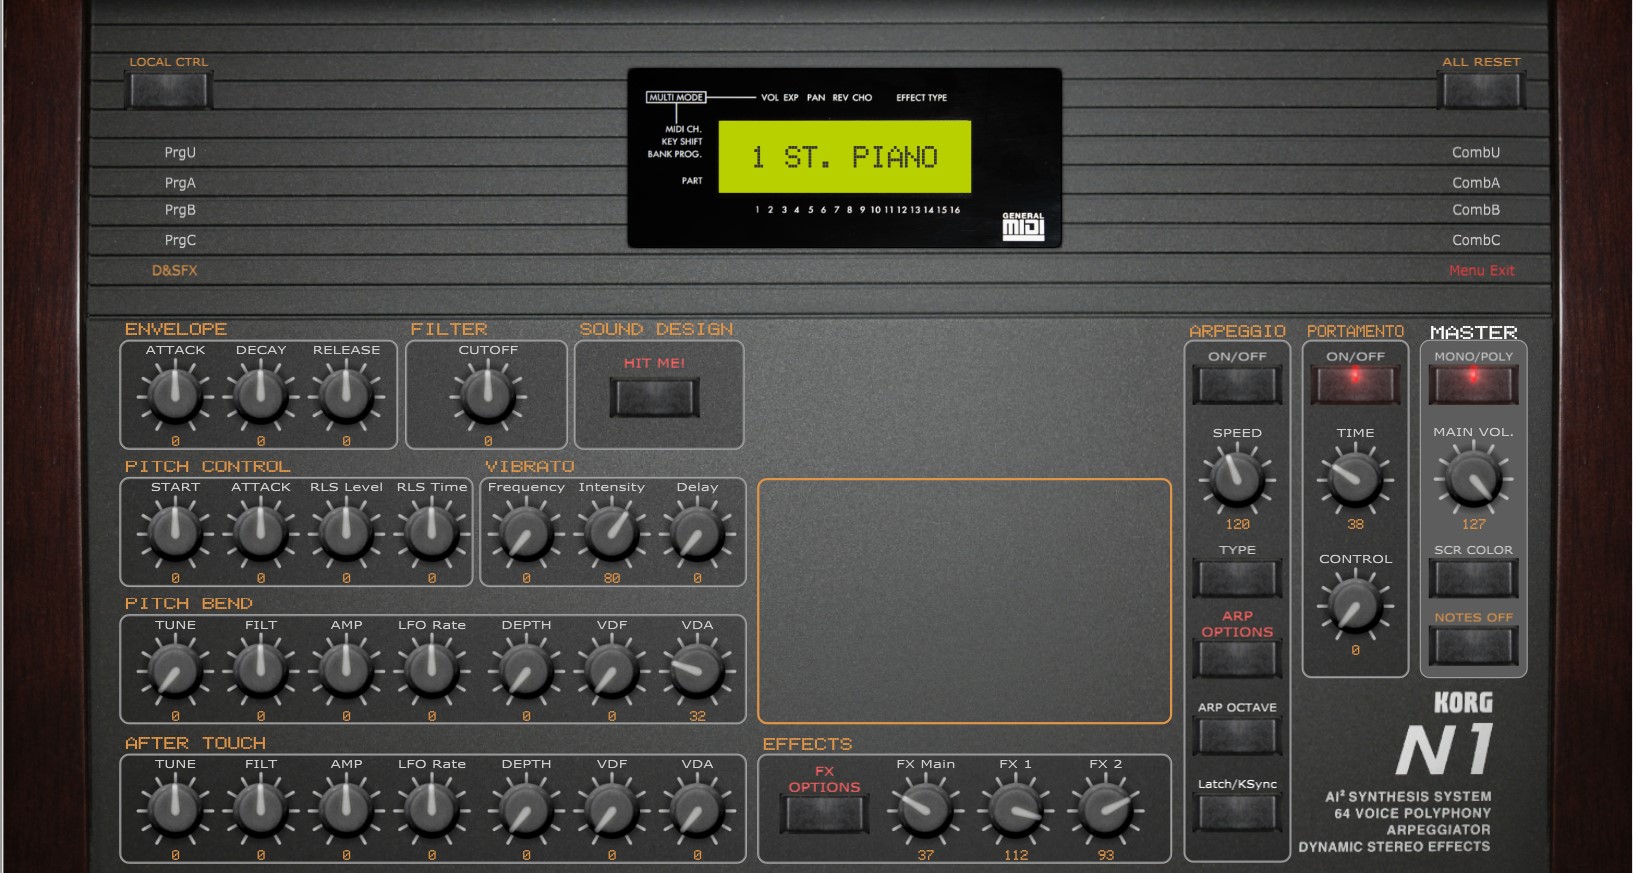 LOCAL CTRL
ALL RESET
MULTI MODE VOL EXP PAN REV CHO EFFECT TYPE
MIDI CH.
KEY SHIFT
BANK PROG.
PART
1 ST. PIANO
1 2 3 4 5 6 7 8 9 10 11 12 13 14 15 16
GENERAL
MIDI
PrgU
PrgA
PrgB
PrgC
D&SFX
CombU
CombA
CombB
CombC
Menu Exit
ENVELOPE
ATTACK DECAY RELEASE
0 0 0
FILTER
CUTOFF
0
SOUND DESIGN
HIT ME!
PITCH CONTROL
START ATTACK RLS Level RLS Time
0 0 0 0
VIBRATO
Frequency Intensity Delay
0 80 0
PITCH BEND
TUNE FILT AMP LFO Rate DEPTH VDF VDA
0 0 0 0 0 0 32
AFTER TOUCH
TUNE FILT AMP LFO Rate DEPTH VDF VDA
0 0 0 0 0 0 0
EFFECTS
FX
OPTIONS
FX Main FX 1 FX 2
37 112 93
ARPEGGIO
ON/OFF
SPEED
120
TYPE
ARP
OPTIONS
ARP OCTAVE
Latch/KSync
PORTAMENTO
ON/OFF
TIME
38
CONTROL
0
MASTER
MONO/POLY
MAIN VOL.
127
SCR COLOR
NOTES OFF
KORG
N1
AI² SYNTHESIS SYSTEM
64 VOICE POLYPHONY
ARPEGGIATOR
DYNAMIC STEREO EFFECTS